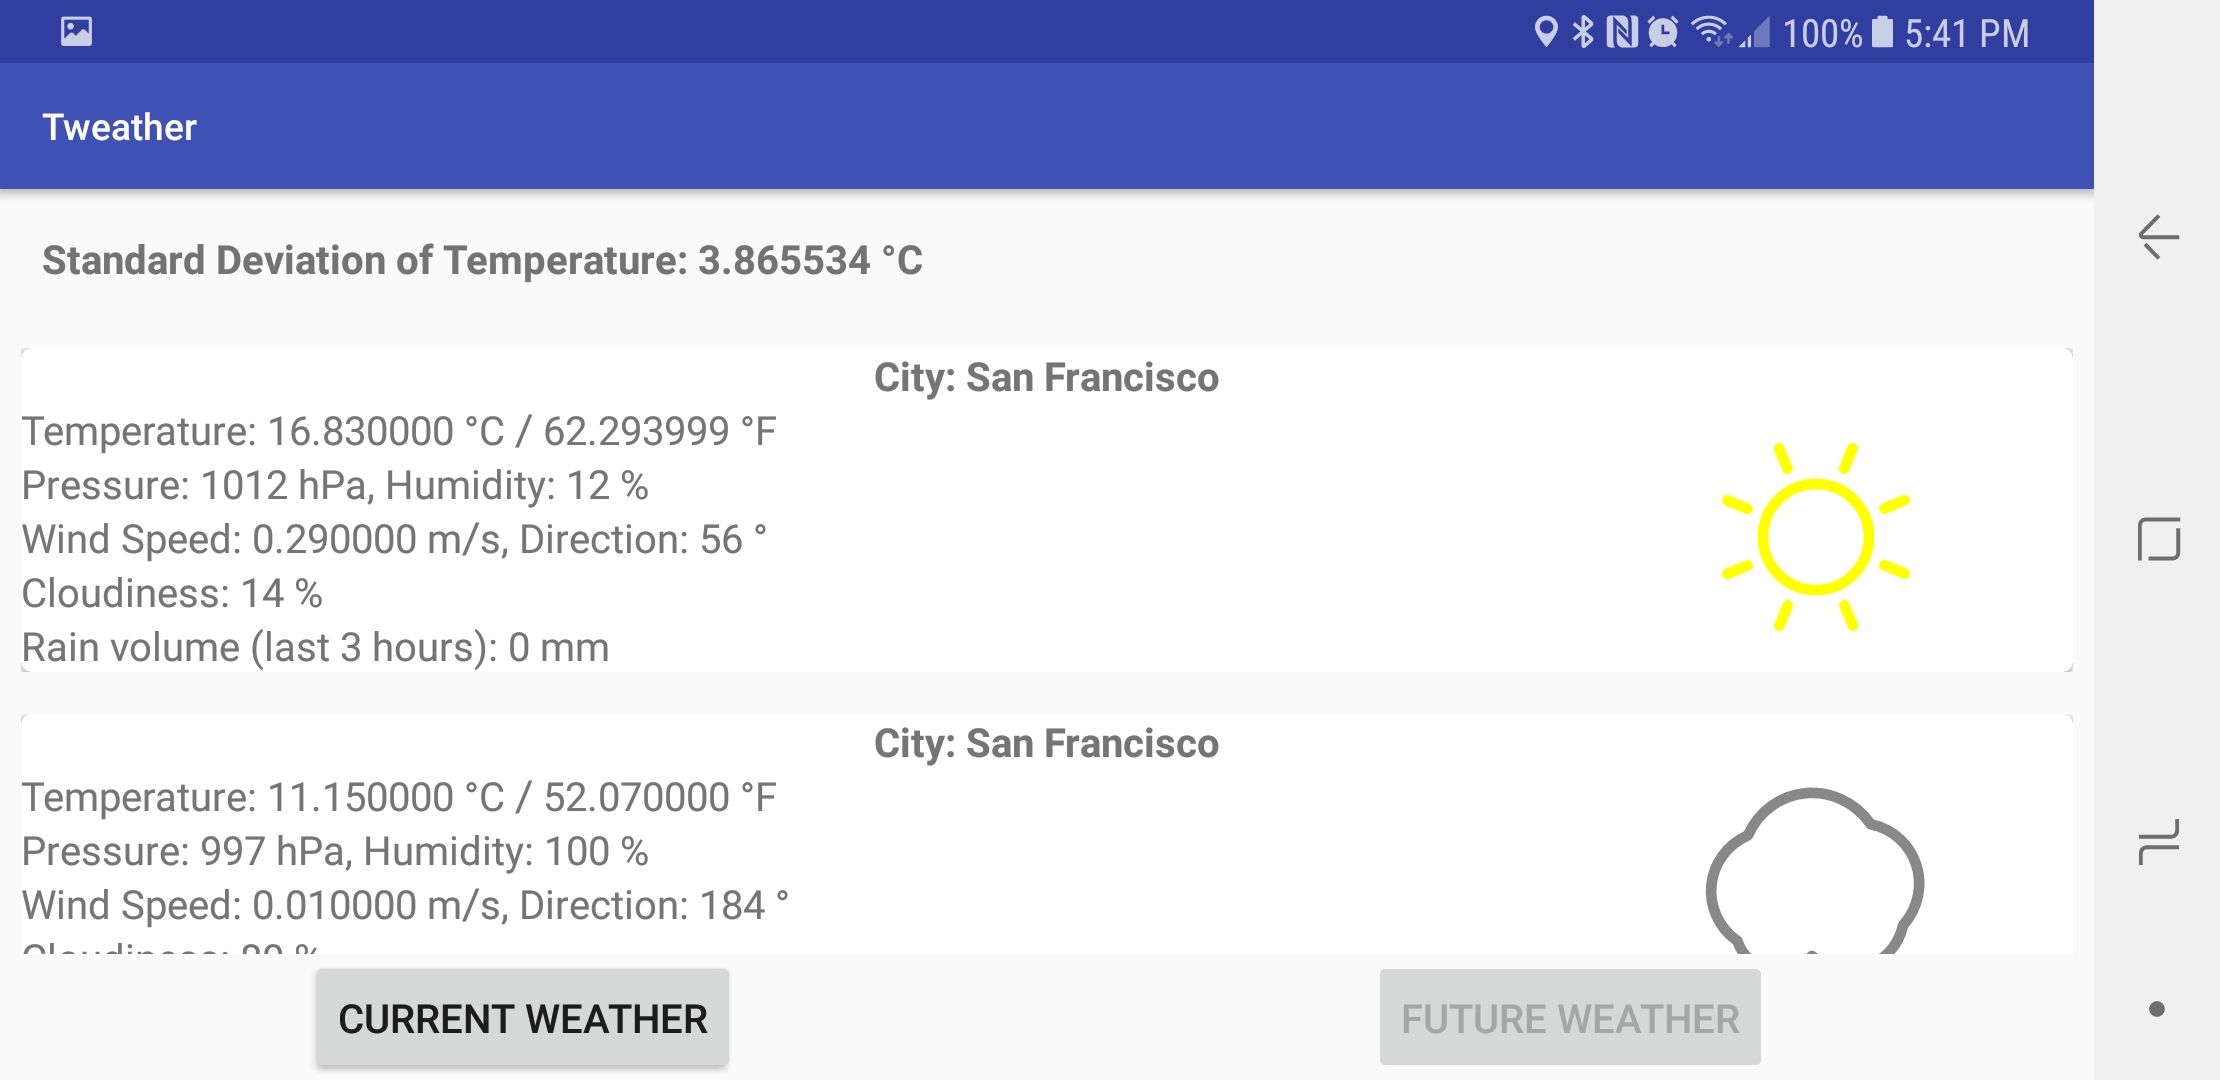 100% 5:41 PM
Tweather
Standard Deviation of Temperature: 3.865534 °C
City: San Francisco
Temperature: 16.830000 °C / 62.293999 °F
Pressure: 1012 hPa, Humidity: 12 %
Wind Speed: 0.290000 m/s, Direction: 56 °
Cloudiness: 14 %
Rain volume (last 3 hours): 0 mm
City: San Francisco
Temperature: 11.150000 °C / 52.070000 °F
Pressure: 997 hPa, Humidity: 100 %
Wind Speed: 0.010000 m/s, Direction: 184 °
Cloudiness: %
CURRENT WEATHER
FUTURE WEATHER